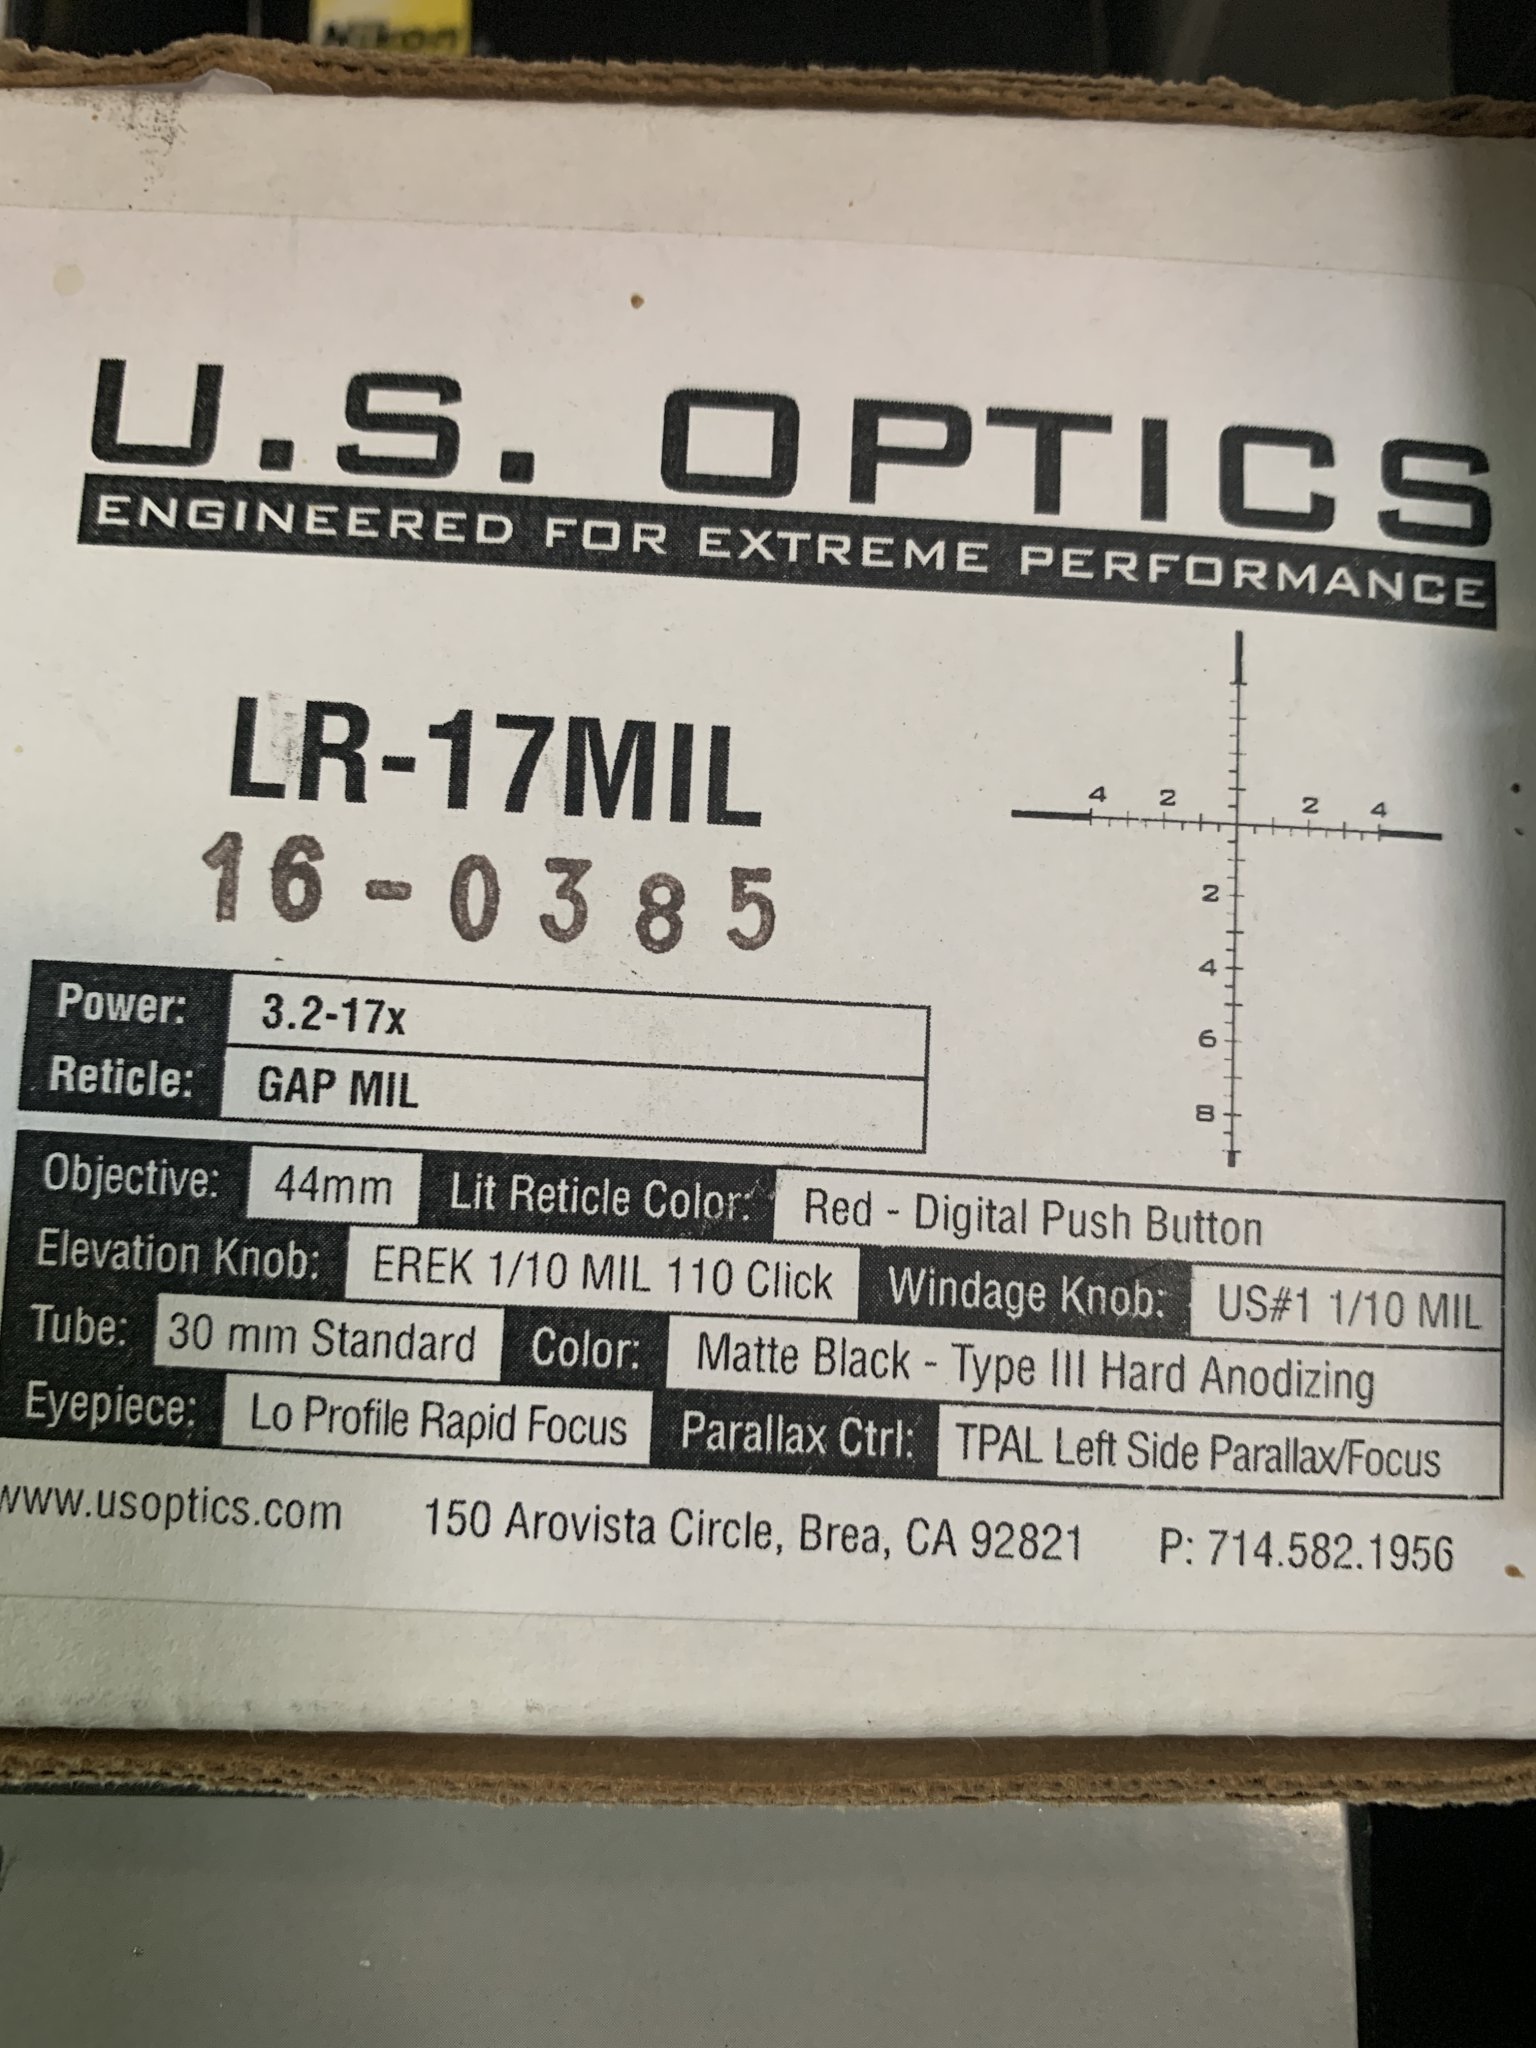 Nikon
U.S. OPTICS
ENGINEERED FOR EXTREME PERFORMANCE
LR-17MIL
16-0385
4 2 2 4
2
4
6
8
Power: 3.2-17x
Reticle: GAP MIL
Objective: 44mm Lit Reticle Color: Red - Digital Push Button
Elevation Knob: EREK 1/10 MIL 110 Click Windage Knob: US#1 1/10 MIL
Tube: 30 mm Standard Color: Matte Black - Type III Hard Anodizing
Eyepiece: Lo Profile Rapid Focus Parallax Ctrl: TPAL Left Side Parallax/Focus
www.usoptics.com 150 Arovista Circle, Brea, CA 92821 P: 714.582.1956